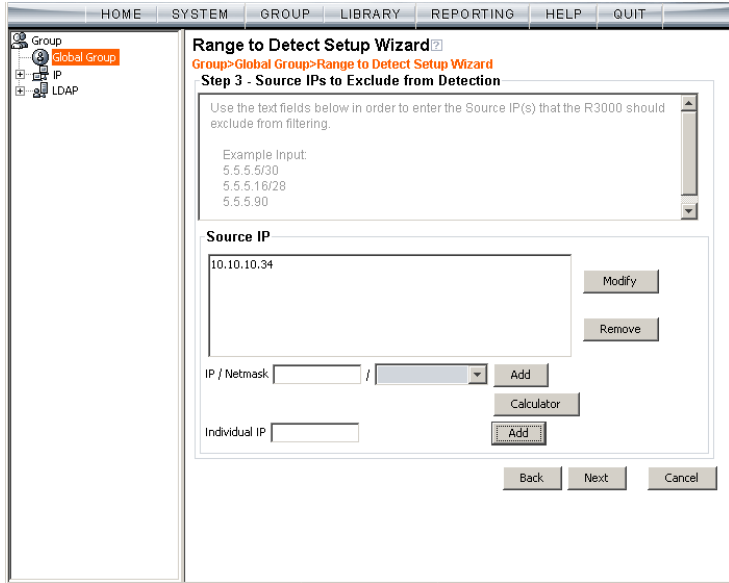 HOME SYSTEM GROUP LIBRARY REPORTING HELP QUIT
Group
Global Group
IP
LDAP
Range to Detect Setup Wizard?
Group>Global Group>Range to Detect Setup Wizard
Step 3 - Source IPs to Exclude from Detection
Use the text fields below in order to enter the Source IP(s) that the R3000 should
exclude from filtering.
Example Input:
5.5.5.5/30
5.5.5.16/28
5.5.5.90
Source IP
10.10.10.34
Modify
Remove
IP / Netmask / Add
Calculator
Individual IP Add
Back Next Cancel